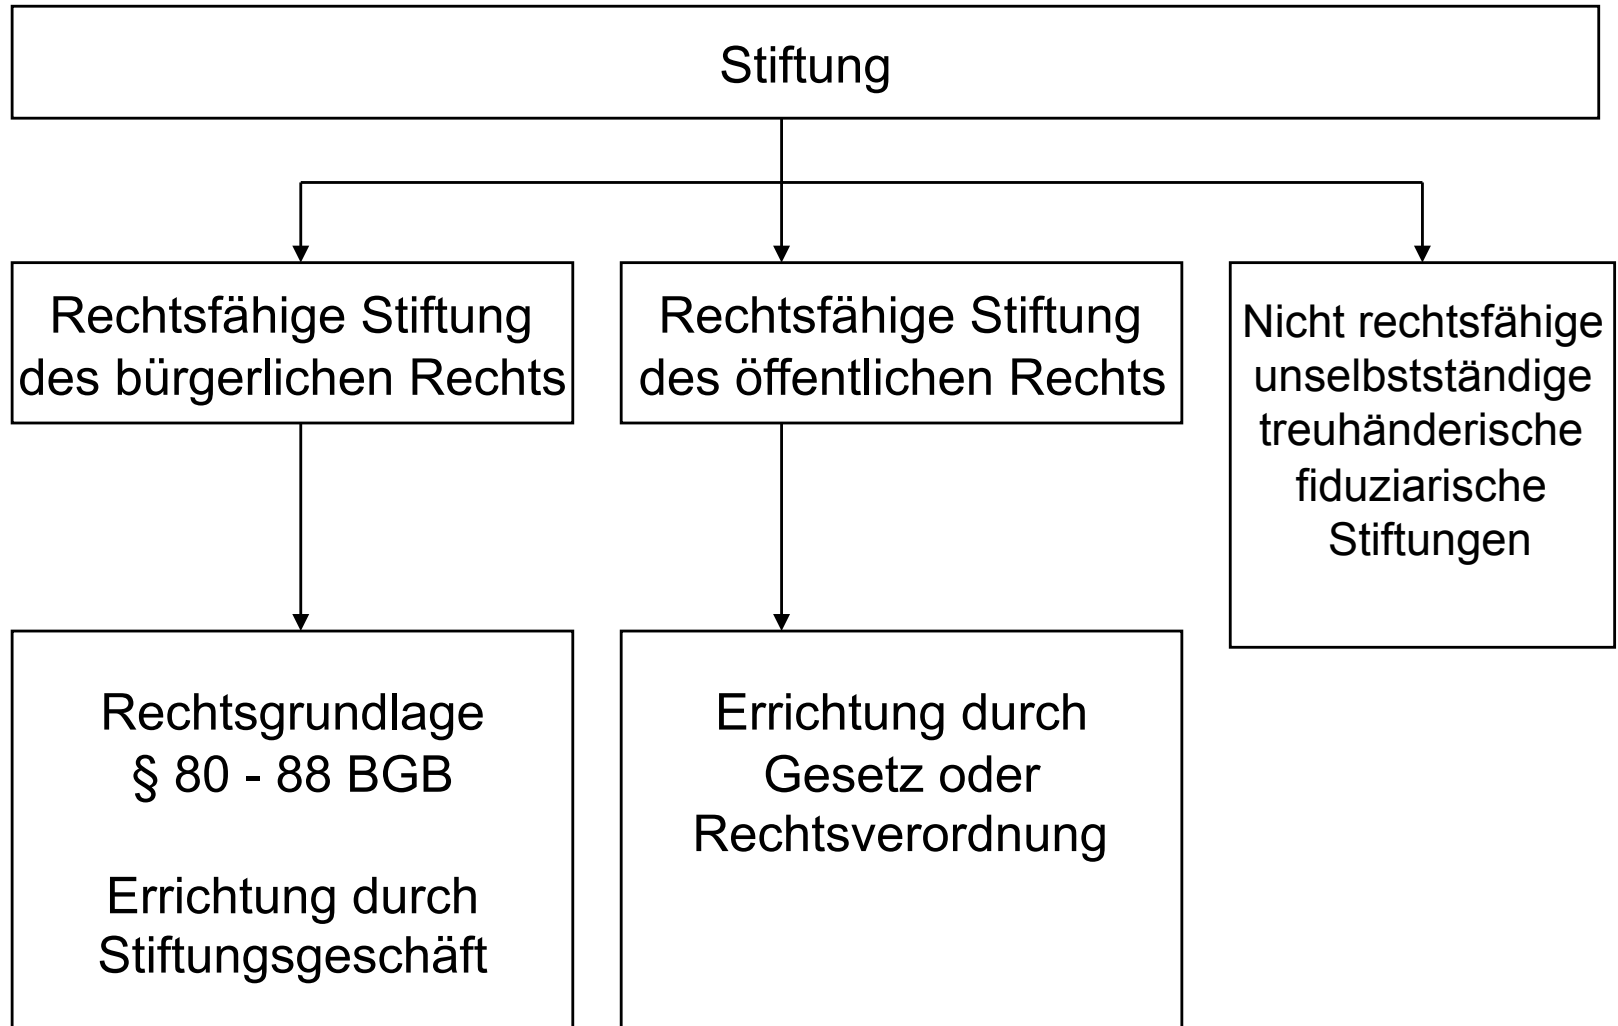 Stiftung
Rechtsfähige Stiftung
des bürgerlichen Rechts
Rechtsfähige Stiftung
des öffentlichen Rechts
Nicht rechtsfähige
unselbstständige
treuhänderische
fiduziarische
Stiftungen
Rechtsgrundlage
§ 80 - 88 BGB
Errichtung durch
Stiftungsgeschäft
Errichtung durch
Gesetz oder
Rechtsverordnung